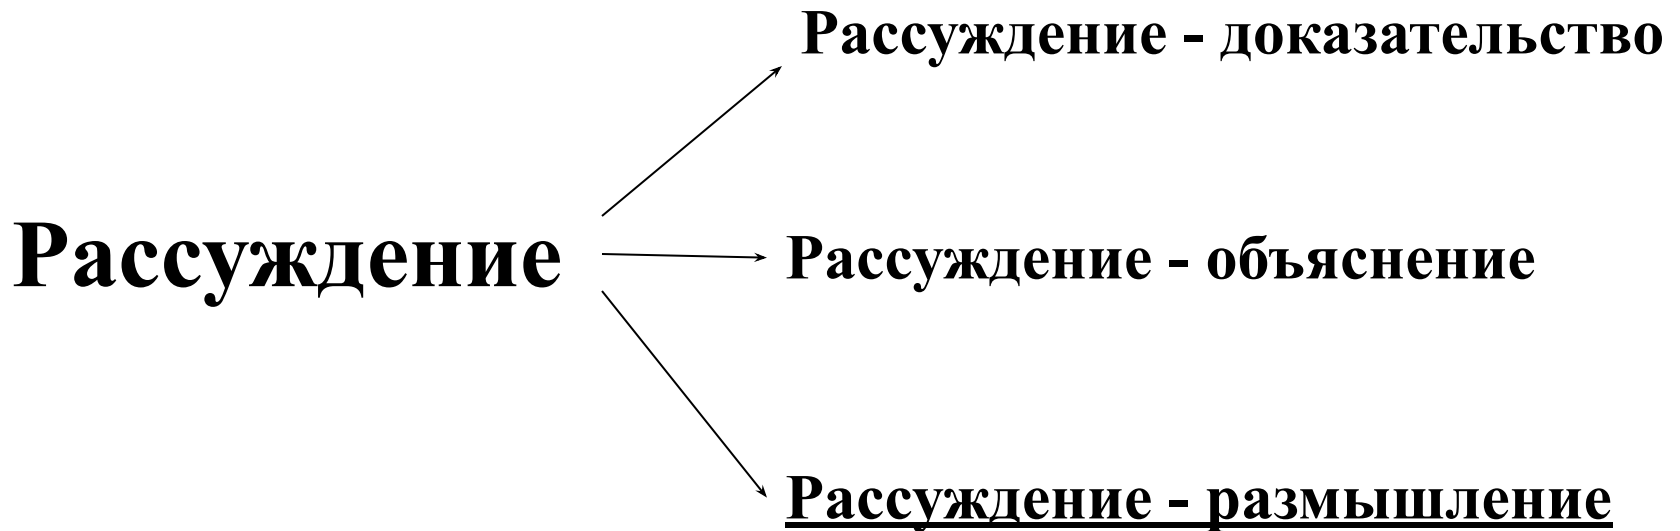 Рассуждение - доказательство
Рассуждение
Рассуждение - объяснение
Рассуждение - размышление